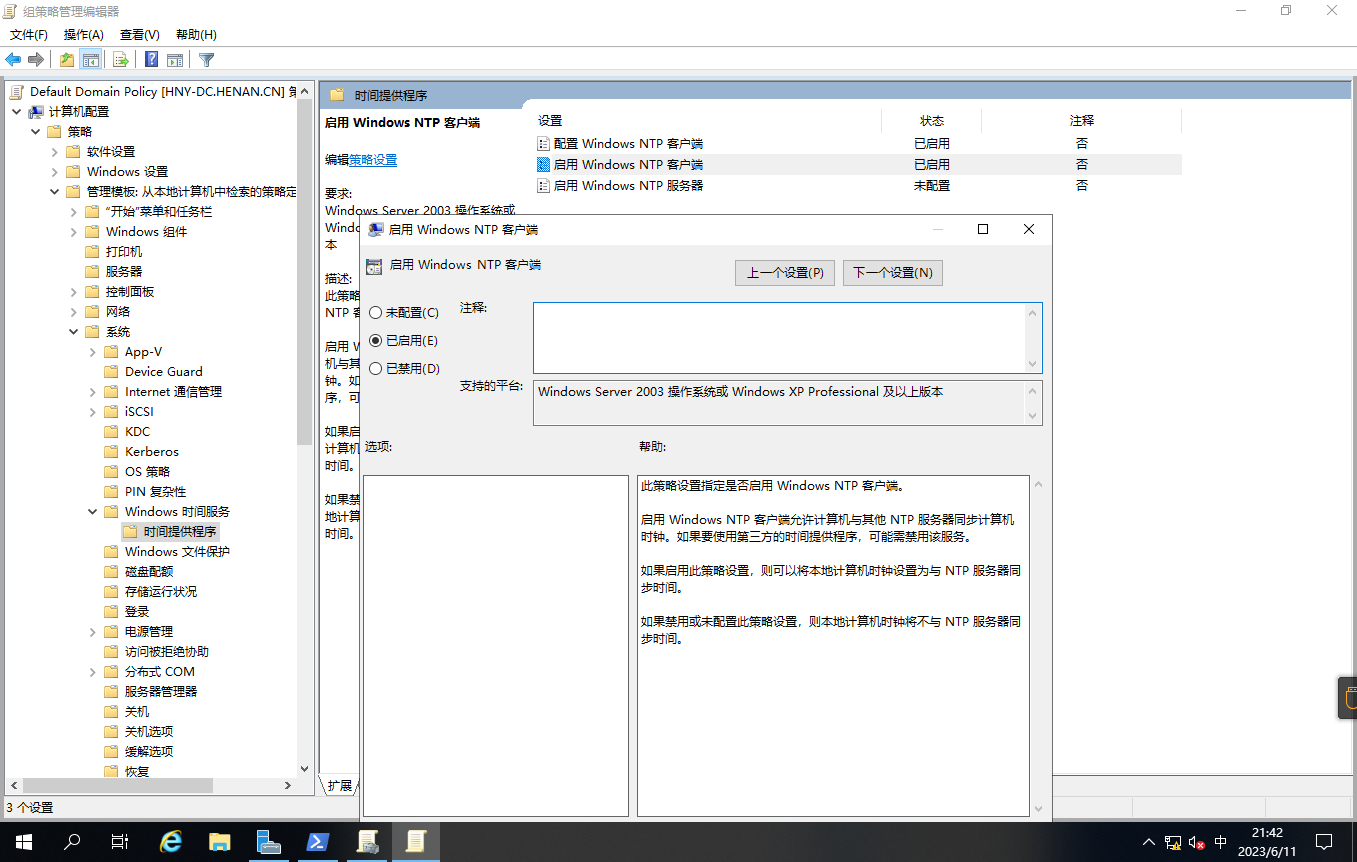 组策略管理编辑器
文件(F) 操作(A) 查看(V) 帮助(H)
Default Domain Policy [HNY-DC.HENAN.CN] 策
计算机配置
策略
软件设置
Windows 设置
管理模板: 从本地计算机中检索的策略定
“开始”菜单和任务栏
Windows 组件
打印机
服务器
控制面板
网络
系统
App-V
Device Guard
Internet 通信管理
iSCSI
KDC
Kerberos
OS 策略
PIN 复杂性
Windows 时间服务
时间提供程序
Windows 文件保护
磁盘配额
存储运行状况
登录
电源管理
访问被拒绝协助
分布式 COM
服务器管理器
关机
关机选项
缓解选项
恢复
3 个设置
时间提供程序
启用 Windows NTP 客户端
编辑策略设置
要求:
Windows Server 2003 操作系统或
Windo
本
描述:
此策略
NTP 客
启用 W
机与其
钟。如
序，可
如果启
计算机
时间。
如果禁
地计算
时间。
扩展
设置 状态 注释
配置 Windows NTP 客户端 已启用 否
启用 Windows NTP 客户端 已启用 否
启用 Windows NTP 服务器 未配置 否
启用 Windows NTP 客户端
启用 Windows NTP 客户端
上一个设置(P) 下一个设置(N)
未配置(C) 注释:
已启用(E)
已禁用(D)
支持的平台: Windows Server 2003 操作系统或 Windows XP Professional 及以上版本
选项: 帮助:
此策略设置指定是否启用 Windows NTP 客户端。
启用 Windows NTP 客户端允许计算机与其他 NTP 服务器同步计算机
时钟。如果要使用第三方的时间提供程序，可能需禁用该服务。
如果启用此策略设置，则可以将本地计算机时钟设置为与 NTP 服务器同
步时间。
如果禁用或未配置此策略设置，则本地计算机时钟将不与 NTP 服务器同
步时间。
中
21:42
2023/6/11